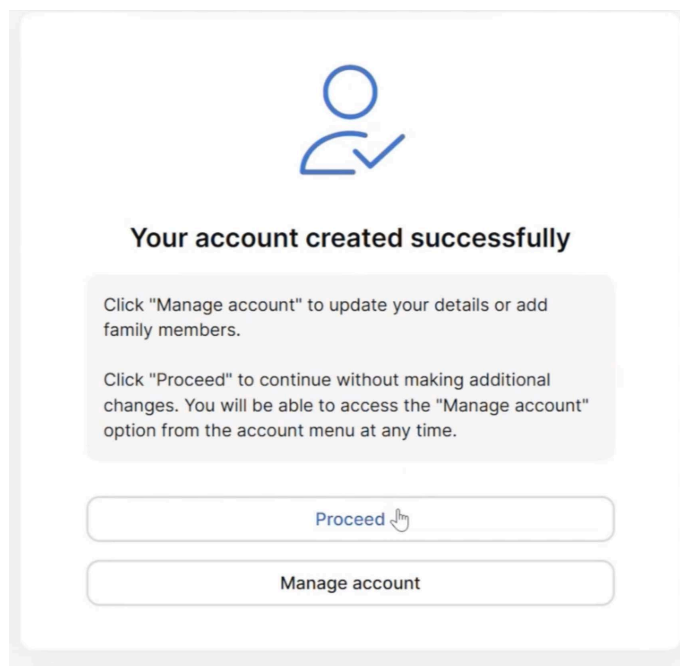 Your account created successfully
Click "Manage account" to update your details or add
family members.
Click "Proceed" to continue without making additional
changes. You will be able to access the "Manage account"
option from the account menu at any time.
Proceed
Manage account